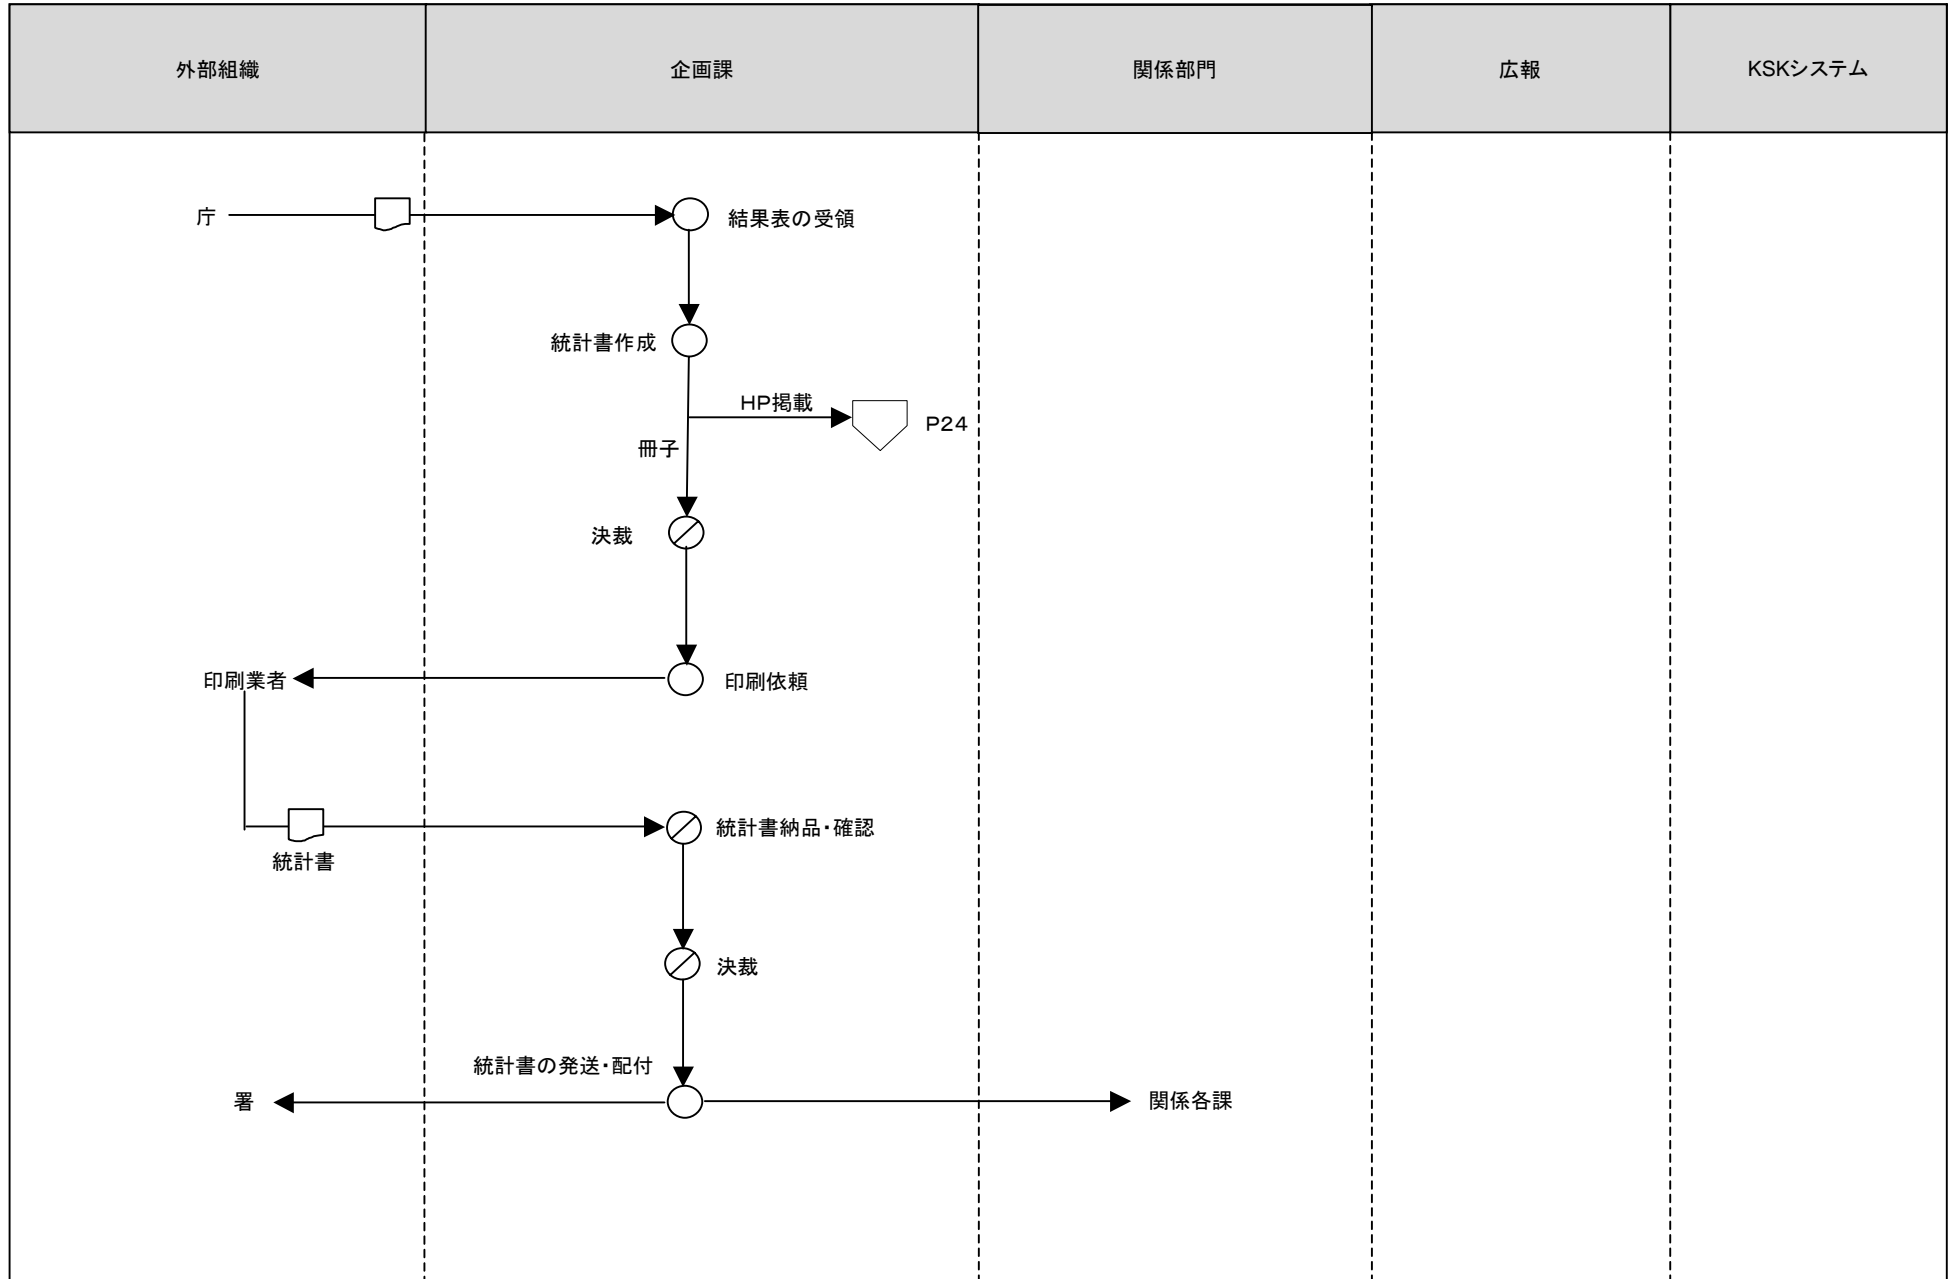 外部組織
企画課
関係部門
広報
KSKシステム
庁
結果表の受領
統計書作成
HP掲載
P24
冊子
決裁
印刷業者
印刷依頼
統計書納品・確認
統計書
決裁
統計書の発送・配付
署
関係各課